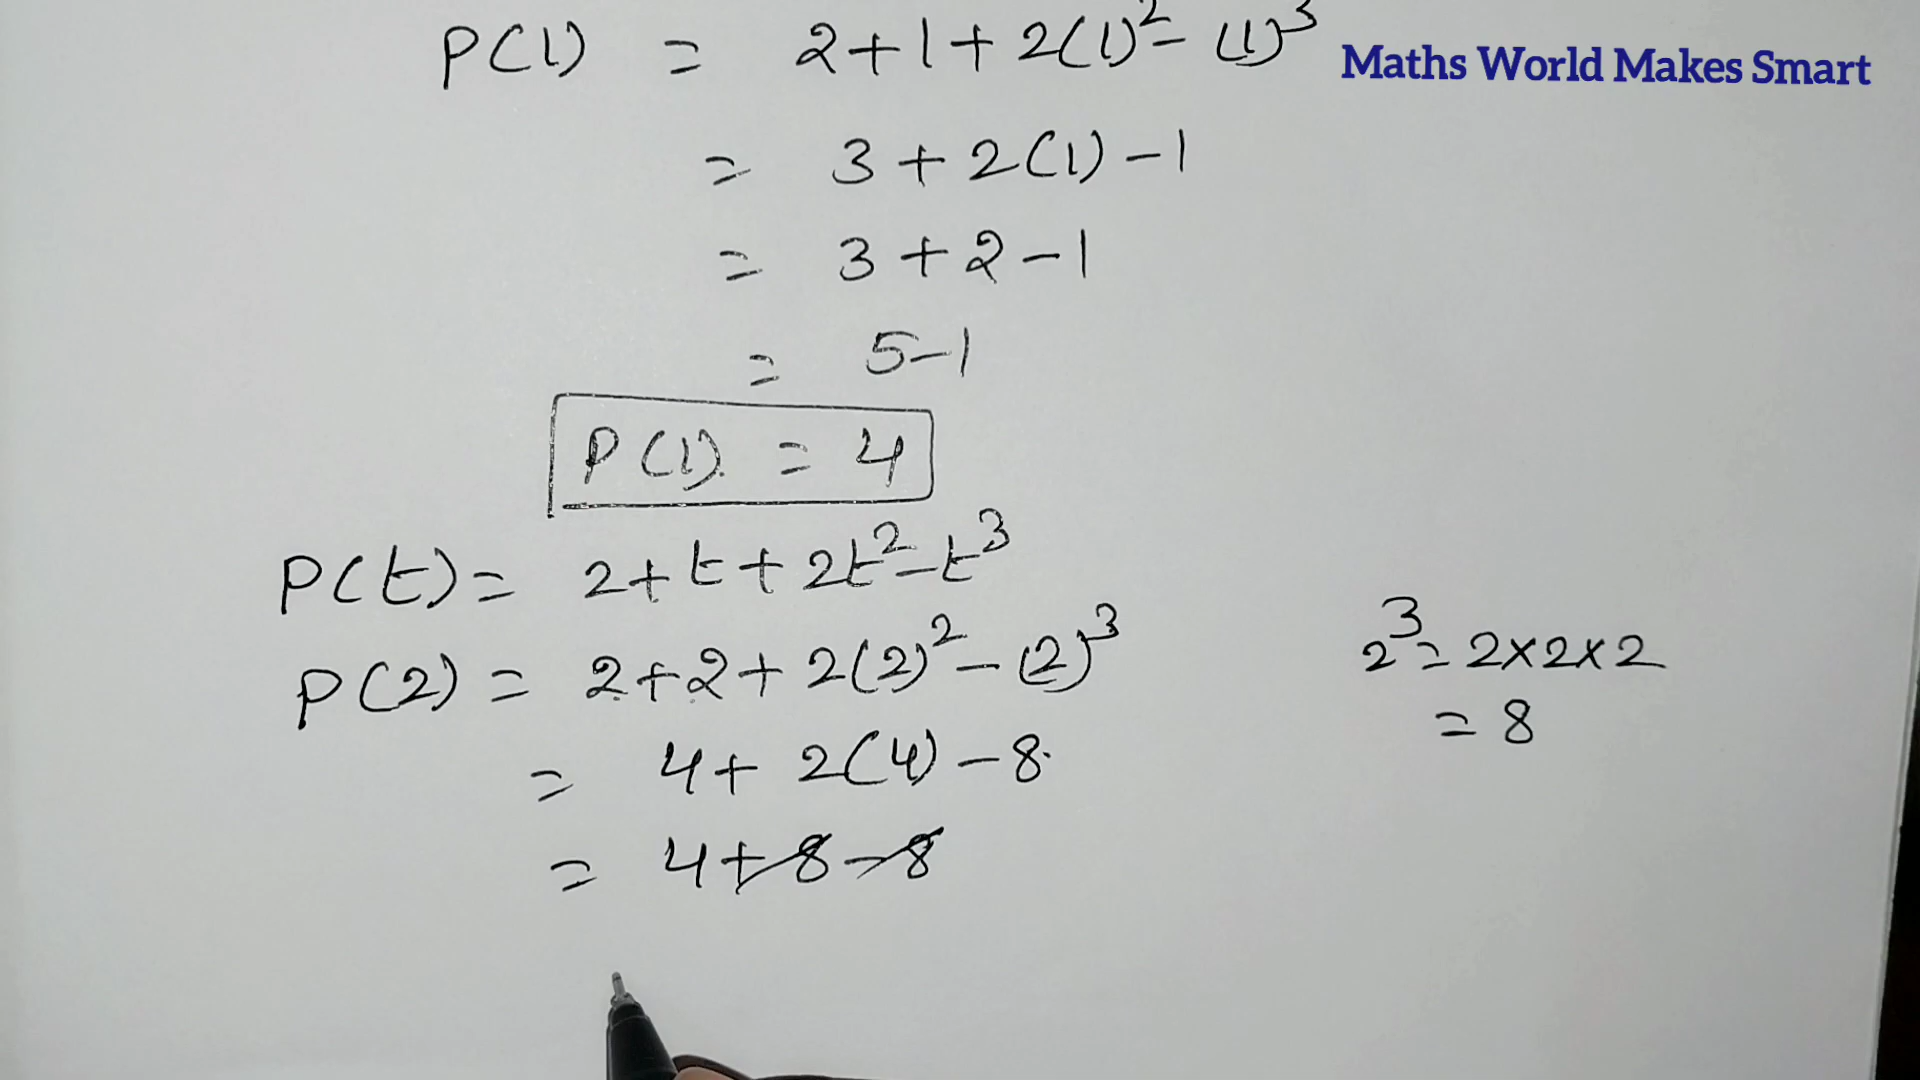 P(1) = 2+1+2(1)²-(1)³
Maths World Makes Smart
= 3+2(1)-1
= 3+2-1
= 5-1
P(1) = 4
P(t) = 2+t+2t²-t³
P(2) = 2+2+2(2)²-(2)³
= 4+2(4)-8
= 4+8-8
2³=2×2×2
= 8